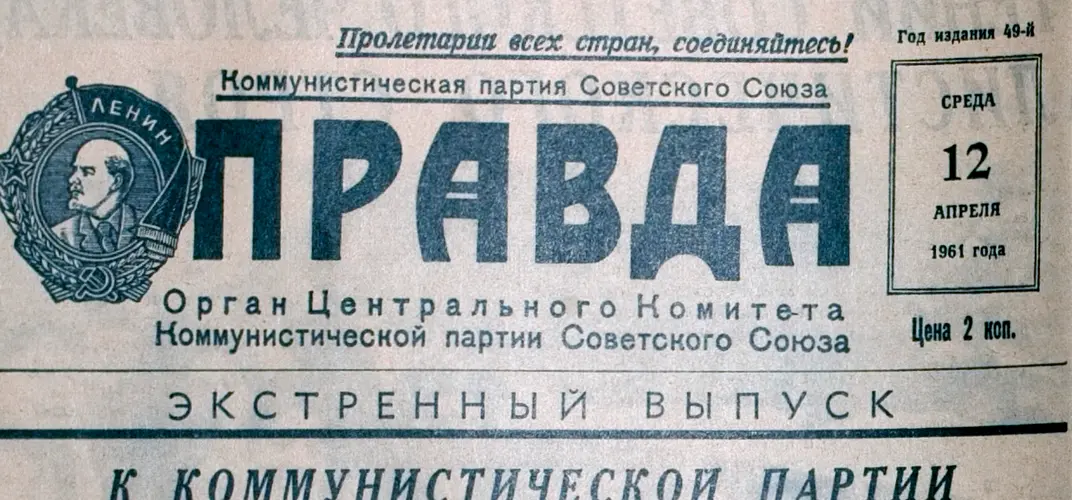 Пролетарии всех стран, соединяйтесь!
Коммунистическая партия Советского Союза
ЛЕНИН
ПРАВДА
Орган Центрального Комитета
Коммунистической партии Советского Союза
Год издания 49-й
СРЕДА
12
АПРЕЛЯ
1961 года
Цена 2 коп.
ЭКСТРЕННЫЙ ВЫПУСК
К КОММУНИСТИЧЕСКОЙ ПАРТИИ